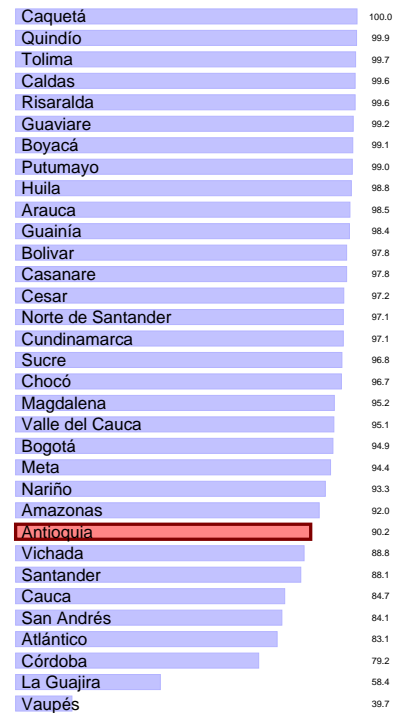 Caquetá 100.0
Quindío 99.9
Tolima 99.7
Caldas 99.6
Risaralda 99.6
Guaviare 99.2
Boyacá 99.1
Putumayo 99.0
Huila 98.8
Arauca 98.5
Guainía 98.4
Bolivar 97.8
Casanare 97.8
Cesar 97.2
Norte de Santander 97.1
Cundinamarca 97.1
Sucre 96.8
Chocó 96.7
Magdalena 95.2
Valle del Cauca 95.1
Bogotá 94.9
Meta 94.4
Nariño 93.3
Amazonas 92.0
Antioquia 90.2
Vichada 88.8
Santander 88.1
Cauca 84.7
San Andrés 84.1
Atlántico 83.1
Córdoba 79.2
La Guajira 58.4
Vaupés 39.7